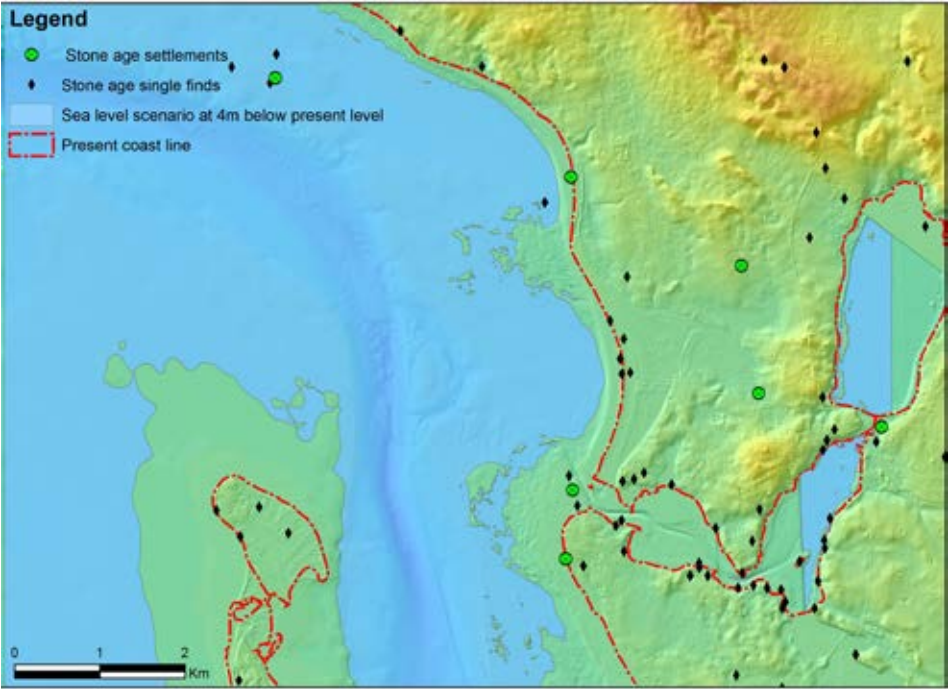 Legend
Stone age settlements
Stone age single finds
Sea level scenario at 4m below present level
Present coast line
0 1 2
Km